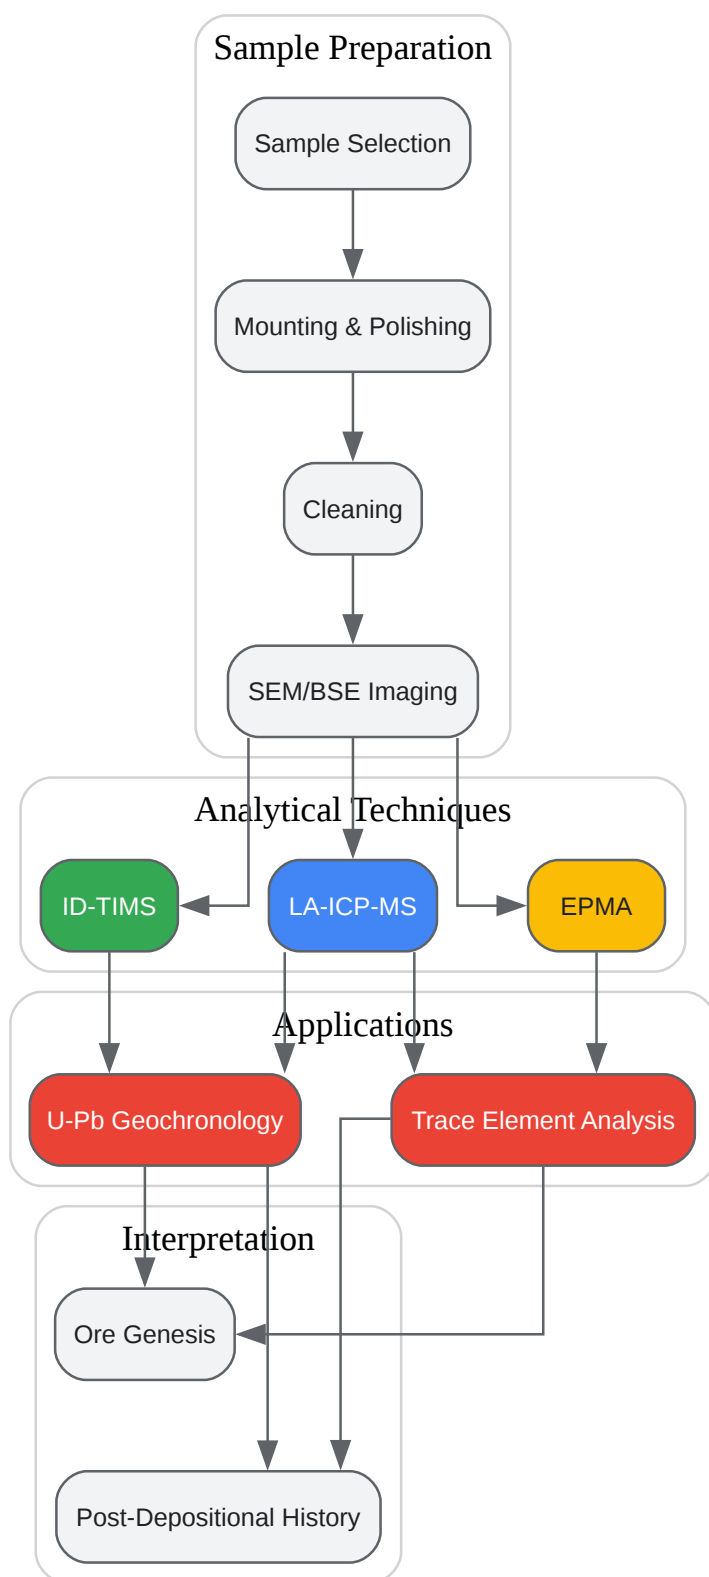 Sample Preparation
Sample Selection
Mounting & Polishing
Cleaning
SEM/BSE Imaging
Analytical Techniques
ID-TIMS
LA-ICP-MS
EPMA
Applications
U-Pb Geochronology
Trace Element Analysis
Interpretation
Ore Genesis
Post-Depositional History